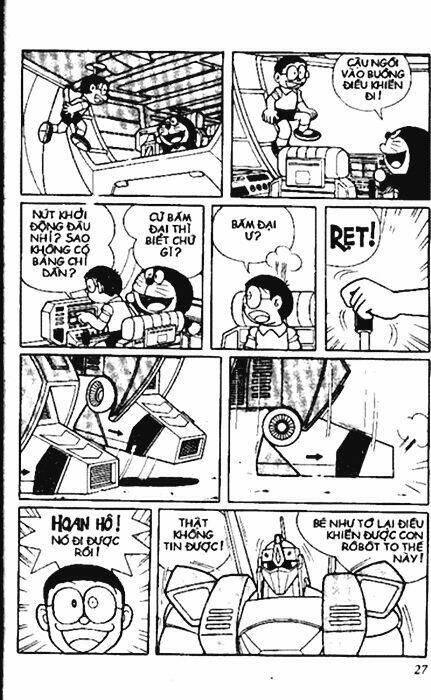 CẬU NGỒI
VÀO BUỒNG
ĐIỀU KHIỂN
ĐI!
NÚT KHỞI
ĐỘNG ĐÂU
NHỈ? SAO
KHÔNG CÓ
BẢNG CHỈ
DẪN?
CỨ BẤM
ĐẠI THÌ
BIẾT CHỨ
GÌ?
BẤM ĐẠI
Ư?
RẸT!
HOAN HÔ!
NÓ ĐI ĐƯỢC
RỒI!
THẬT
KHÔNG
TIN ĐƯỢC!
BÉ NHƯ TỚ LẠI ĐIỀU
KHIỂN ĐƯỢC CON
RÔBỐT TO THẾ
NÀY!
27